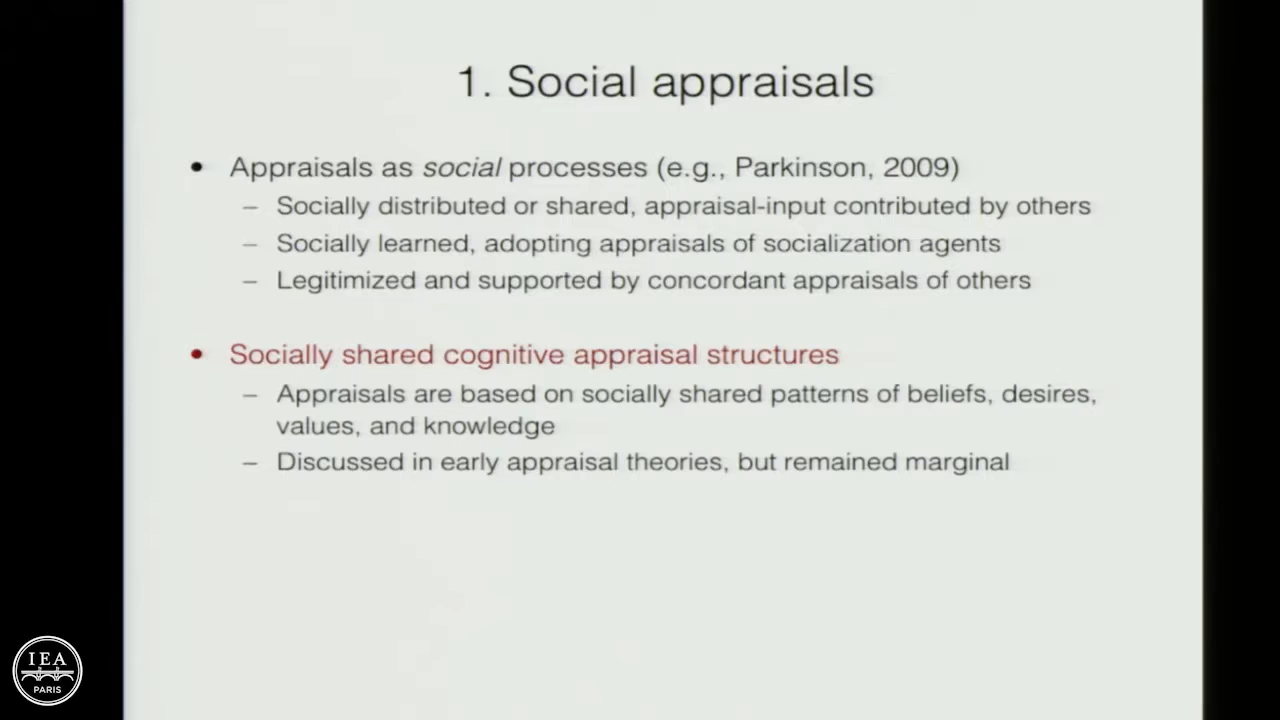 1. Social appraisals
• Appraisals as social processes (e.g., Parkinson, 2009)
– Socially distributed or shared, appraisal-input contributed by others
– Socially learned, adopting appraisals of socialization agents
– Legitimized and supported by concordant appraisals of others
• Socially shared cognitive appraisal structures
– Appraisals are based on socially shared patterns of beliefs, desires,
values, and knowledge
– Discussed in early appraisal theories, but remained marginal
IEA
PARIS